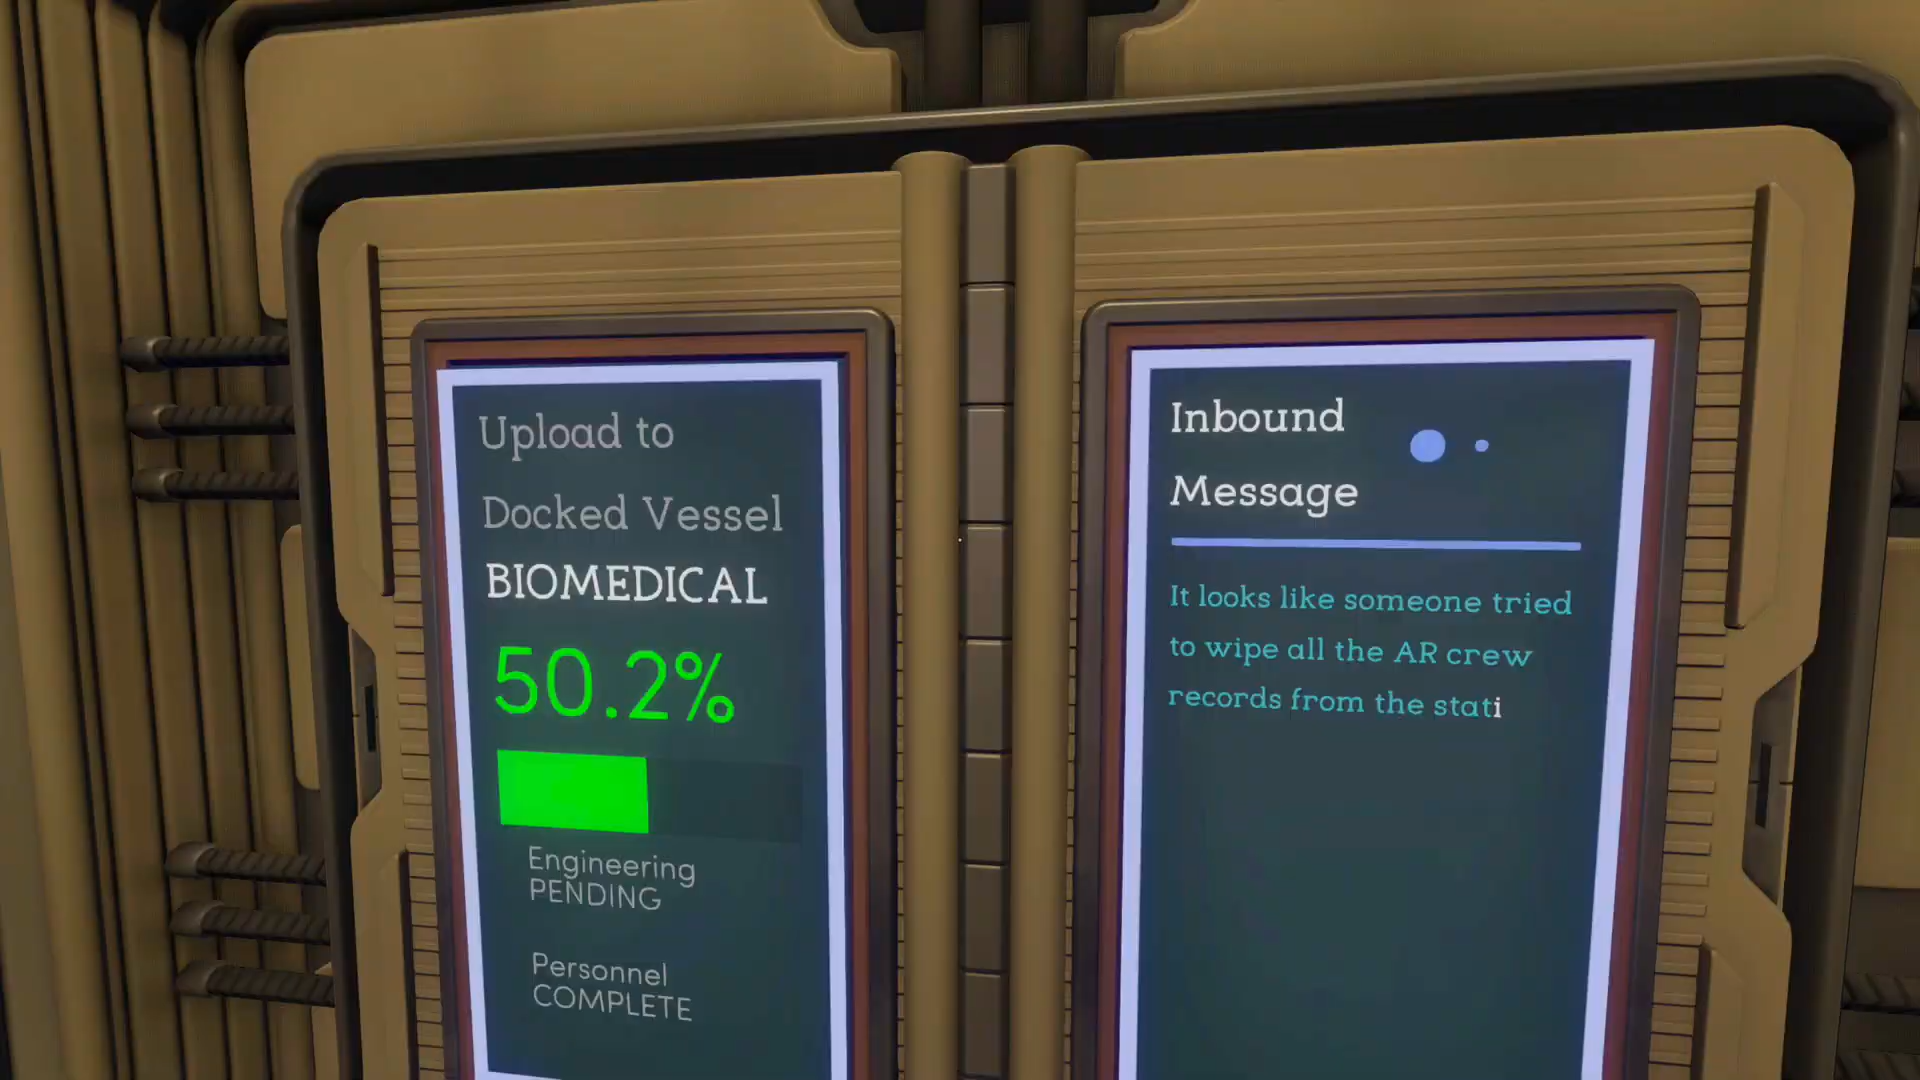 Upload to
Docked Vessel
BIOMEDICAL
50.2%
Engineering
PENDING
Personnel
COMPLETE
Inbound
Message
It looks like someone tried
to wipe all the AR crew
records from the stati